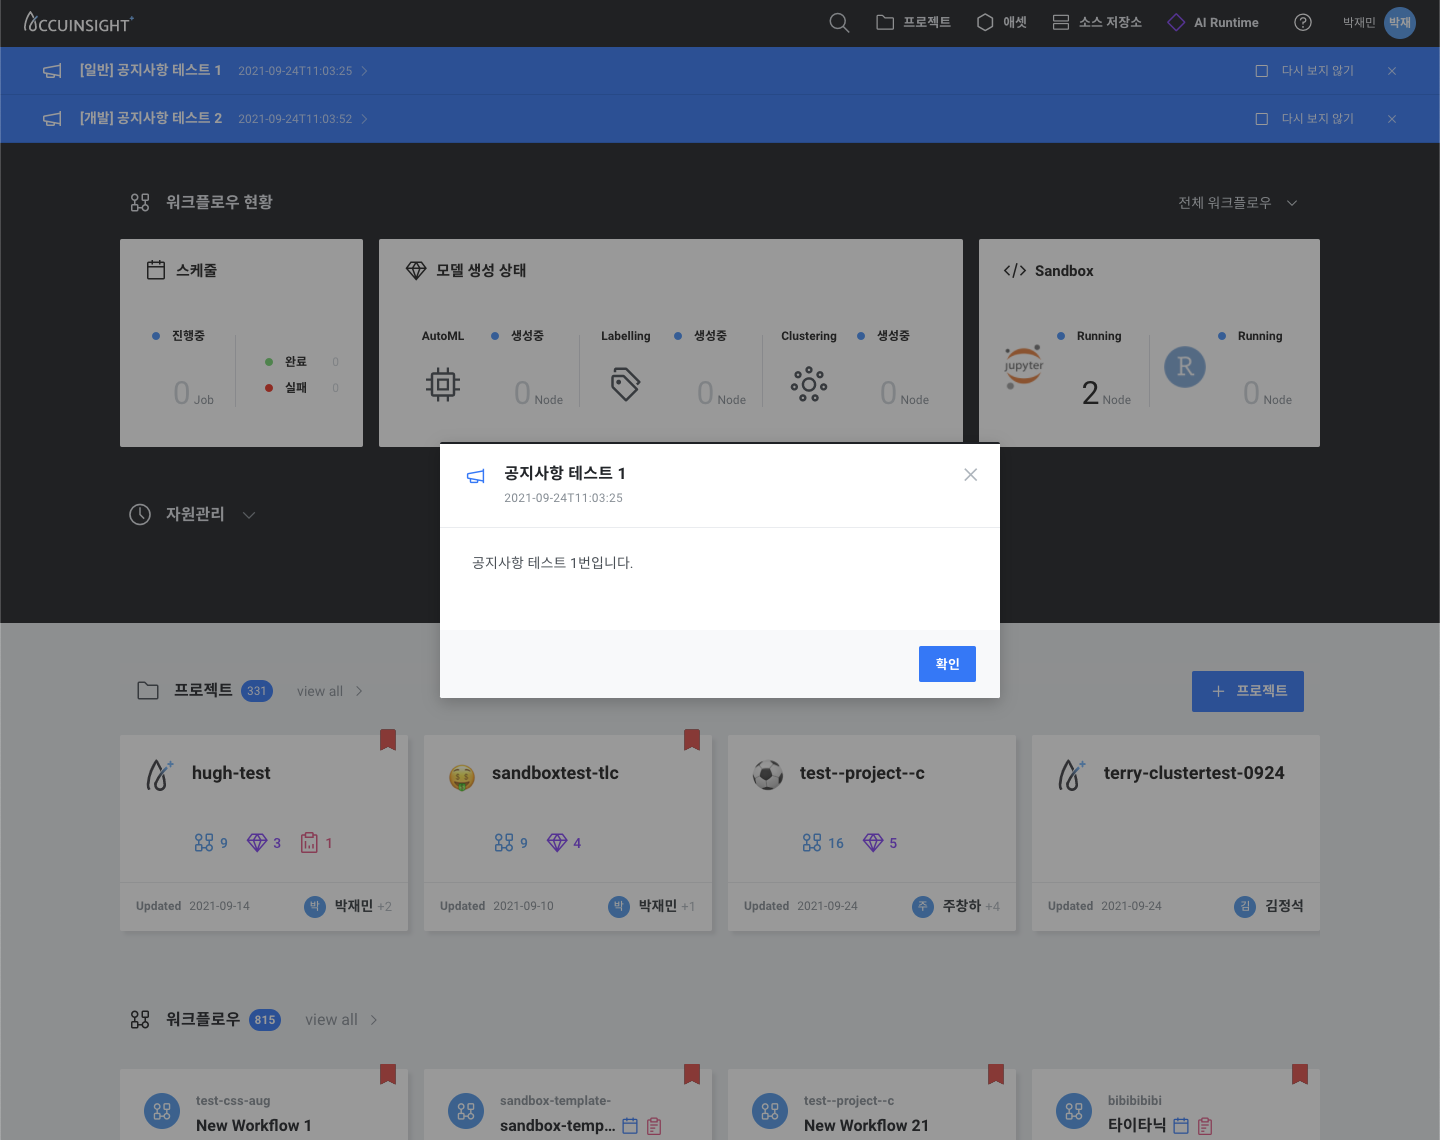 ACCUINSIGHT+
프로젝트
애셋
소스 저장소
AI Runtime
박재민
박재
[일반] 공지사항 테스트 1 2021-09-24T11:03:25
다시 보지 않기
[개발] 공지사항 테스트 2 2021-09-24T11:03:52
다시 보지 않기
워크플로우 현황
전체 워크플로우
스케줄
진행중
0 Job
완료 0
실패 0
모델 생성 상태
AutoML 생성중
0 Node
Labelling 생성중
0 Node
Clustering 생성중
0 Node
Sandbox
jupyter
Running
2 Node
R
Running
0 Node
공지사항 테스트 1
2021-09-24T11:03:25
공지사항 테스트 1번입니다.
확인
자원관리
프로젝트 331 view all
+ 프로젝트
hugh-test
9 3 1
Updated 2021-09-14 박 박재민 +2
sandboxtest-tlc
9 4
Updated 2021-09-10 박 박재민 +1
test--project--c
16 5
Updated 2021-09-24 주 주창하 +4
terry-clustertest-0924
Updated 2021-09-24 김 김정석
워크플로우 815 view all
test-css-aug
New Workflow 1
sandbox-template-
sandbox-temp...
test--project--c
New Workflow 21
bibibibibi
타이타닉